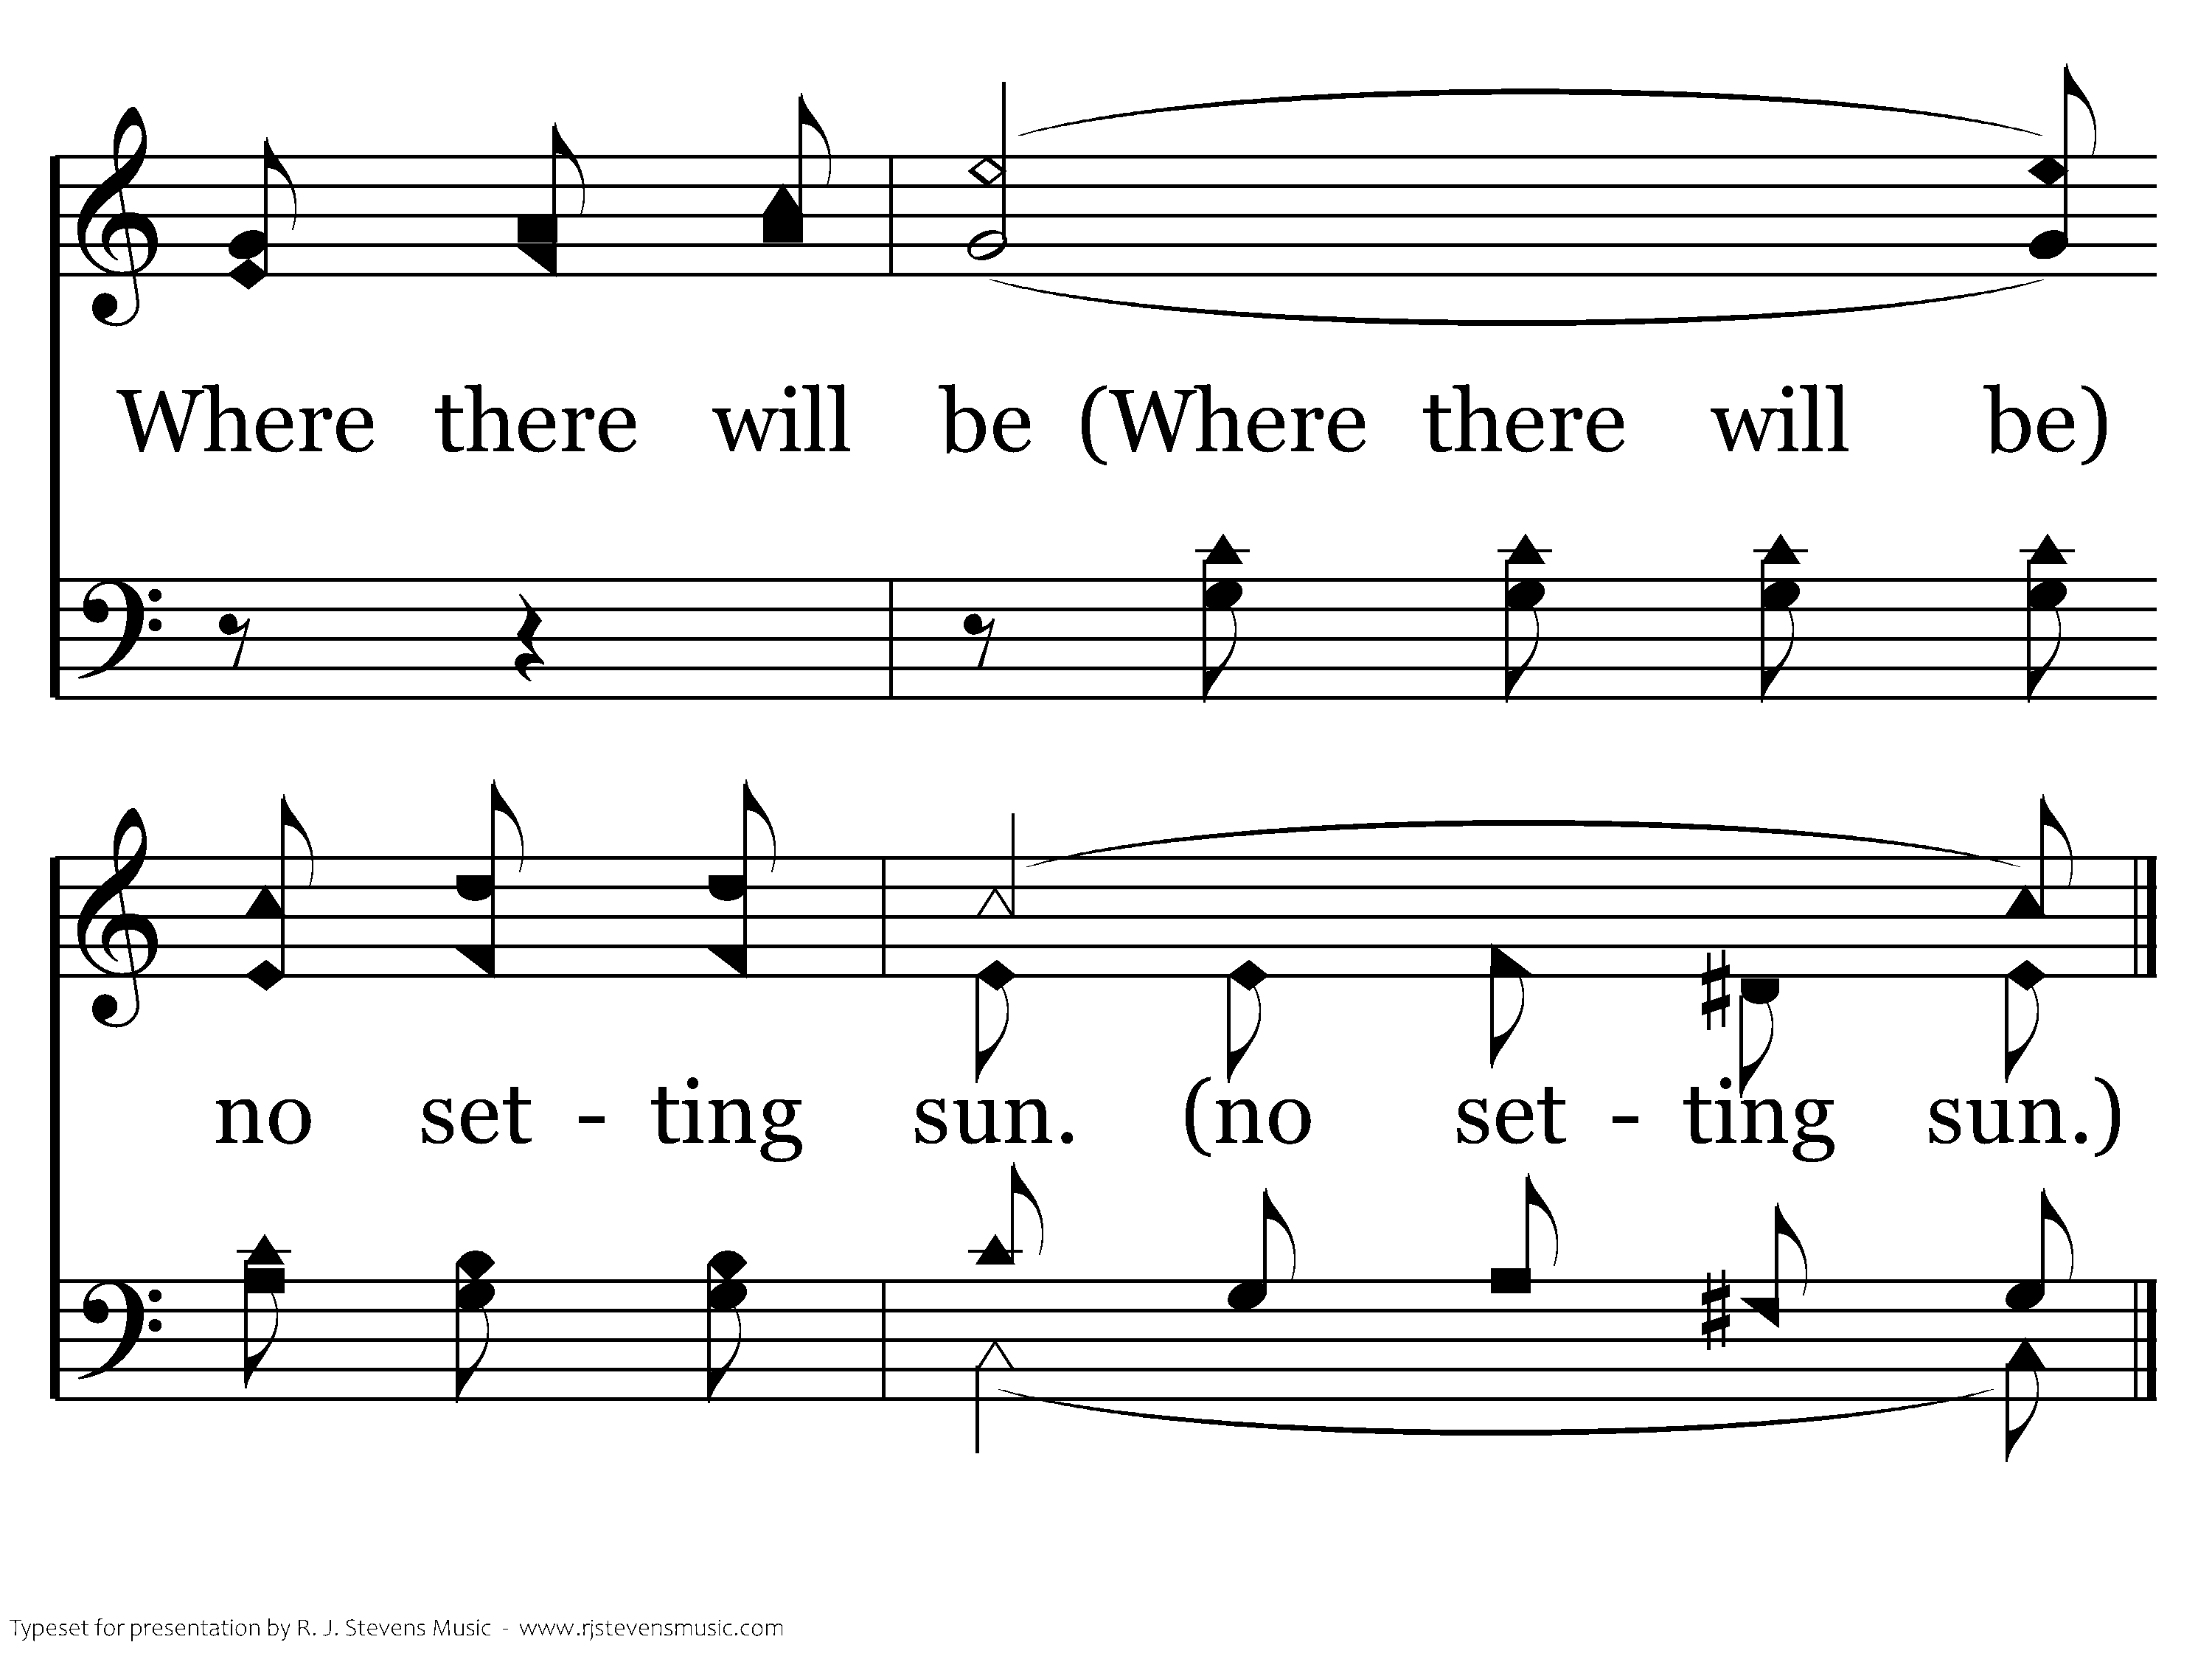 Where there will be (Where there will be)
no set - ting sun. (no set - ting sun.)
Typeset for presentation by R. J. Stevens Music - www.rjstevensmusic.com